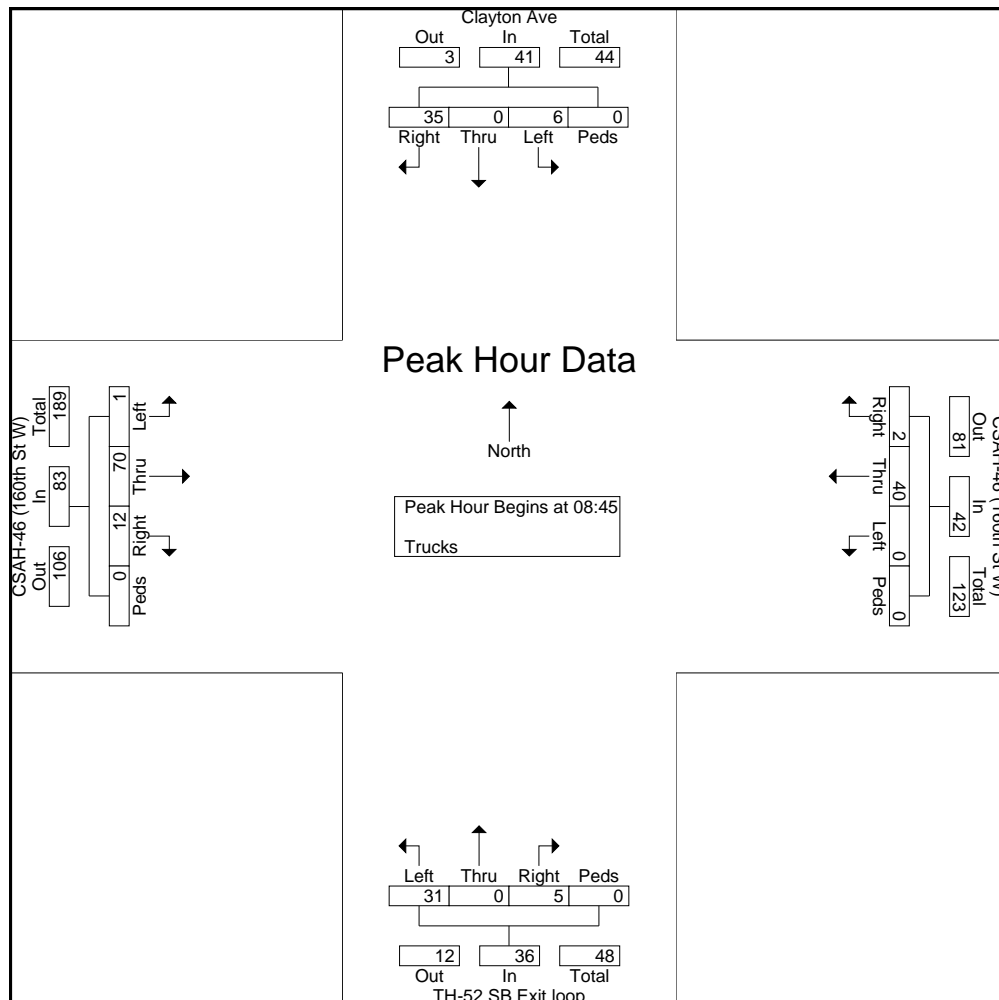 Clayton Ave
Out In Total
3 41 44
35 0 6 0
Right Thru Left Peds
Peak Hour Data
North
Peak Hour Begins at 08:45
Trucks
CSAH-46 (160th St W)
Total In Out
189 83 106
1 70 12 0
Left Thru Right Peds
Right Thru Left Peds
2 40 0 0
81 42 123
Out In Total
CSAH-46 (160th St W)
Left Thru Right Peds
31 0 5 0
12 36 48
Out In Total
TH-52 SB Exit loop